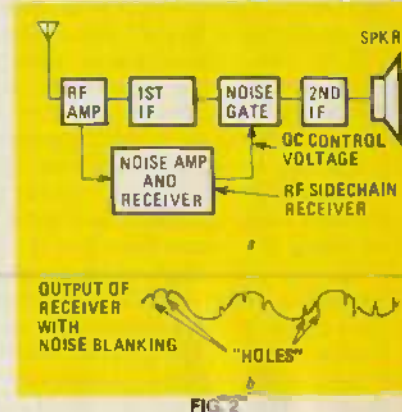 SPKR
RF
AMP
1ST
IF
NOISE
GATE
2ND
IF
DC CONTROL
VOLTAGE
NOISE AMP
AND
RECEIVER
RF SIDECHAIN
RECEIVER
a
OUTPUT OF
RECEIVER
WITH
NOISE BLANKING
"HOLES"
b
FIG. 2